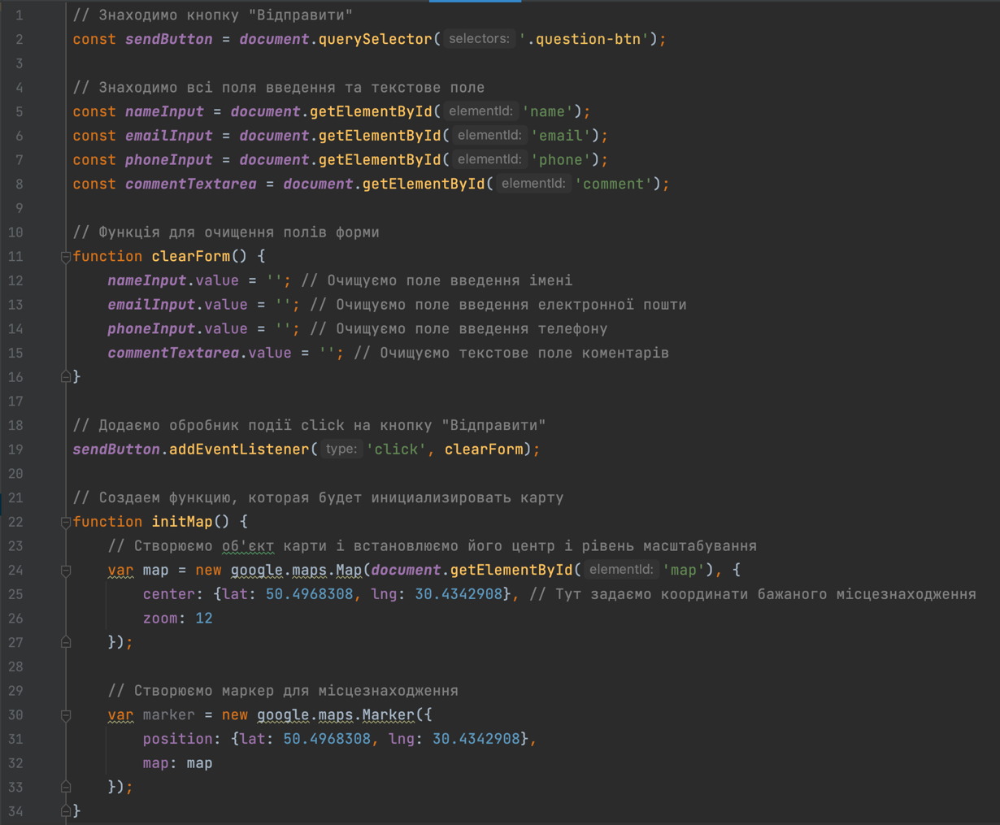 1 // Знаходимо кнопку "Відправити"
2 const sendButton = document.querySelector( selectors: '.question-btn');
3
4 // Знаходимо всі поля введення та текстове поле
5 const nameInput = document.getElementById( elementId: 'name');
6 const emailInput = document.getElementById( elementId: 'email');
7 const phoneInput = document.getElementById( elementId: 'phone');
8 const commentTextarea = document.getElementById( elementId: 'comment');
9
10 // Функція для очищення полів форми
11 function clearForm() {
12 nameInput.value = ''; // Очищуємо поле введення імені
13 emailInput.value = ''; // Очищуємо поле введення електронної пошти
14 phoneInput.value = ''; // Очищуємо поле введення телефону
15 commentTextarea.value = ''; // Очищуємо текстове поле коментарів
16 }
17
18 // Додаємо обробник події click на кнопку "Відправити"
19 sendButton.addEventListener( type: 'click', clearForm);
20
21 // Создаем функцию, которая будет инициализировать карту
22 function initMap() {
23 // Створюємо об'єкт карти і встановлюємо його центр і рівень масштабування
24 var map = new google.maps.Map(document.getElementById( elementId: 'map'), {
25 center: {lat: 50.4968308, lng: 30.4342908}, // Тут задаємо координати бажаного місцезнаходження
26 zoom: 12
27 });
28
29 // Створюємо маркер для місцезнаходження
30 var marker = new google.maps.Marker({
31 position: {lat: 50.4968308, lng: 30.4342908},
32 map: map
33 });
34 }